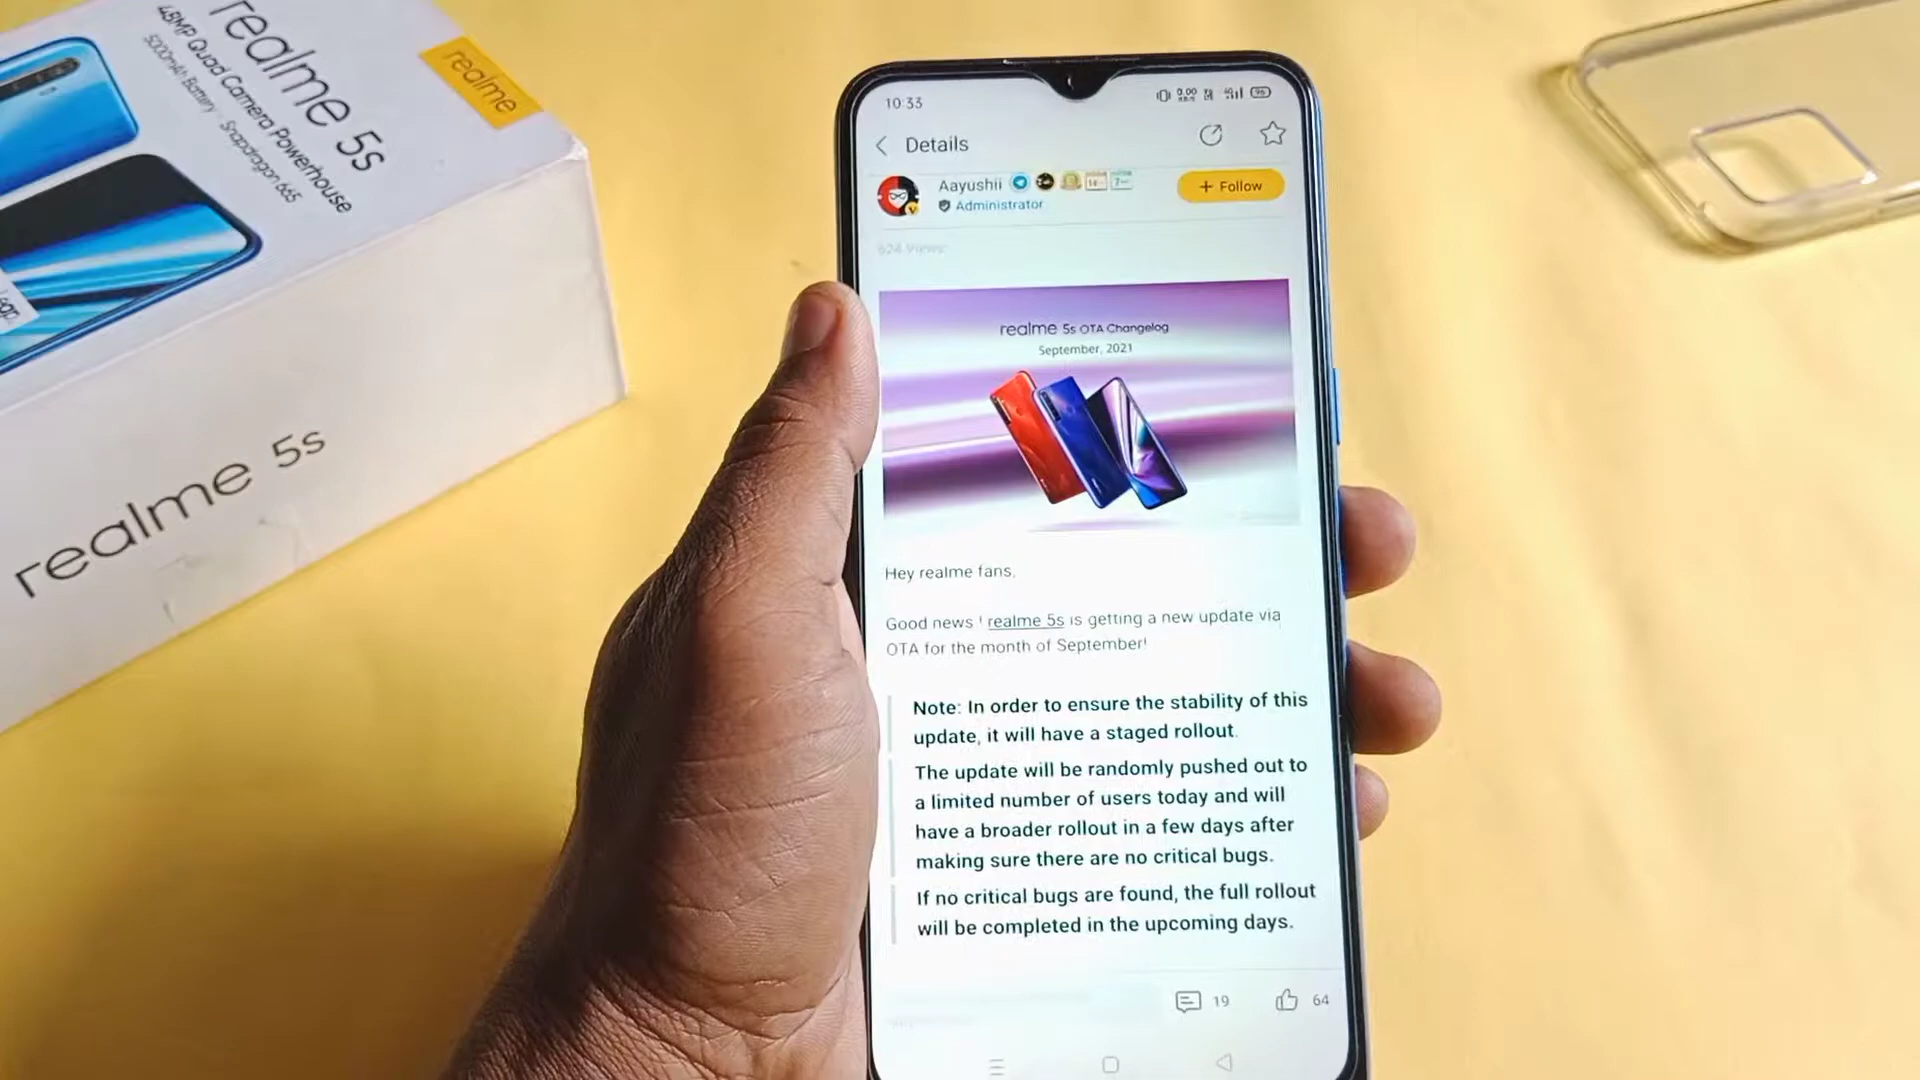 realme 5s
48MP Quad Camera Powerhouse
5000mAh Battery · Snapdragon 665
realme
realme 5s
10:33
Details
Aayushii
Administrator
+ Follow
624 Views
realme 5s OTA Changelog
September, 2021
Hey realme fans,
Good news ! realme 5s is getting a new update via
OTA for the month of September!
Note: In order to ensure the stability of this
update, it will have a staged rollout.
The update will be randomly pushed out to
a limited number of users today and will
have a broader rollout in a few days after
making sure there are no critical bugs.
If no critical bugs are found, the full rollout
will be completed in the upcoming days.
19
64